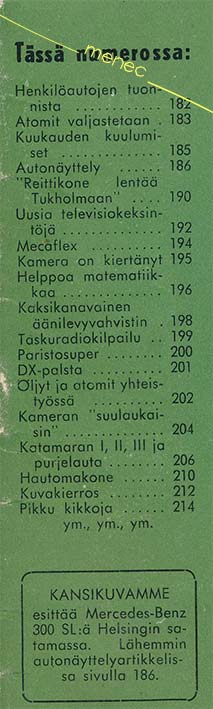 Tässä numerossa:
menec
Henkilöautojen tuon-
nista ............ 182
Atomit valjastetaan . 183
Kuukauden kuulumi-
set ............ 185
Autonäyttely ...... 186
"Reittikone lentää
Tukholmaan" .... 190
Uusia televisiokeksin-
töjä ............ 192
Mecaflex ........ 194
Kamera on kiertänyt 195
Helppoa matematiik-
kaa ............ 196
Kaksikanavainen
äänilevyvahvistin . 198
Taskuradiokilpailu .. 199
Paristosuper ...... 200
DX-palsta ........ 201
Öljyt ja atomit yhteis-
työssä .......... 202
Kameran "suulaukai-
sin" ............ 204
Katamaran I, II, III ja
purjelauta ........ 206
Hautomakone ...... 210
Kuvakierros ........ 212
Pikku kikkoja ...... 214
ym., ym., ym.
KANSIKUVAMME
esittää Mercedes-Benz
300 SL:ä Helsingin sa-
tamassa. Lähemmin
autonäyttelyartikkelis-
sa sivulla 186.